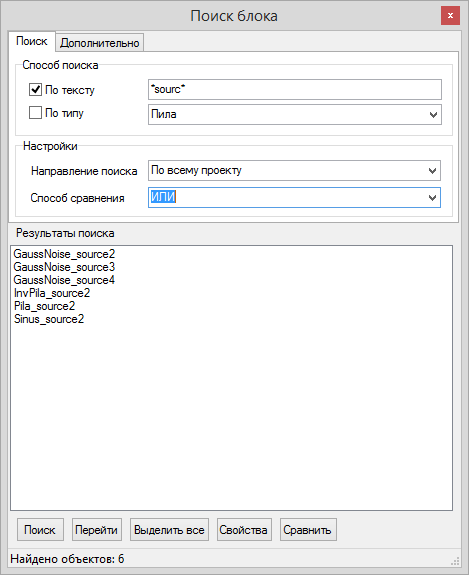 Поиск блока
x
Поиск Дополнительно
Способ поиска
По тексту *sourc*
По типу Пила
Настройки
Направление поиска По всему проекту
Способ сравнения ИЛИ
Результаты поиска
GaussNoise_source2
GaussNoise_source3
GaussNoise_source4
InvPila_source2
Pila_source2
Sinus_source2
Поиск Перейти Выделить все Свойства Сравнить
Найдено объектов: 6